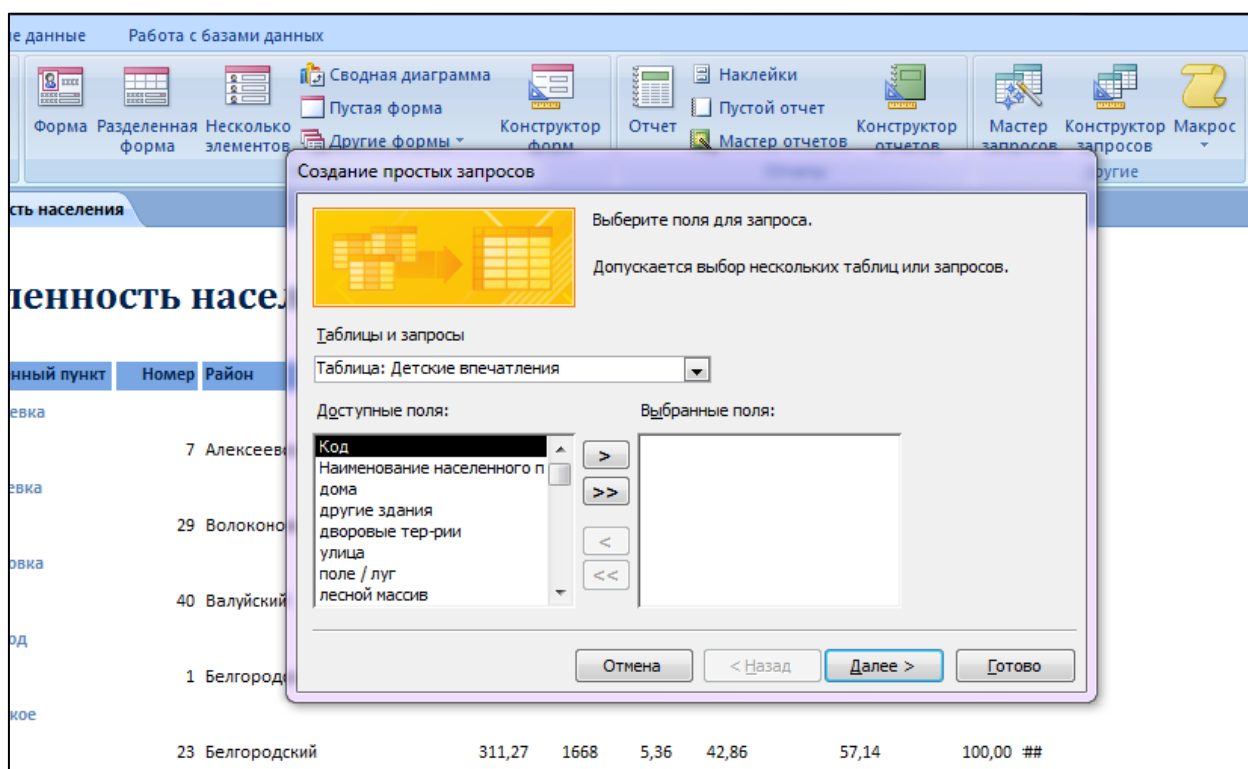 е данные Работа с базами данных
Сводная диаграмма Наклейки
Пустая форма Пустой отчет
Форма Разделенная форма Несколько элементов Другие формы Конструктор форм Отчет Мастер отчетов Конструктор отчетов Мастер запросов Конструктор запросов Макрос
Создание простых запросов
другие
сть населения
Выберите поля для запроса.
Допускается выбор нескольких таблиц или запросов.
ленность насел
Таблицы и запросы
Таблица: Детские впечатления
нный пункт Номер Район
Доступные поля: Выбранные поля:
евка
Код
>
7 Алексеевс
Наименование населенного п
дома
>>
евка
другие здания
29 Волоконо
дворовые тер-рии
<
улица
овка
поле / луг
<<
лесной массив
40 Валуйский
од
Отмена < Назад Далее > Готово
1 Белгород
кое
23 Белгородский 311,27 1668 5,36 42,86 57,14 100,00 ##